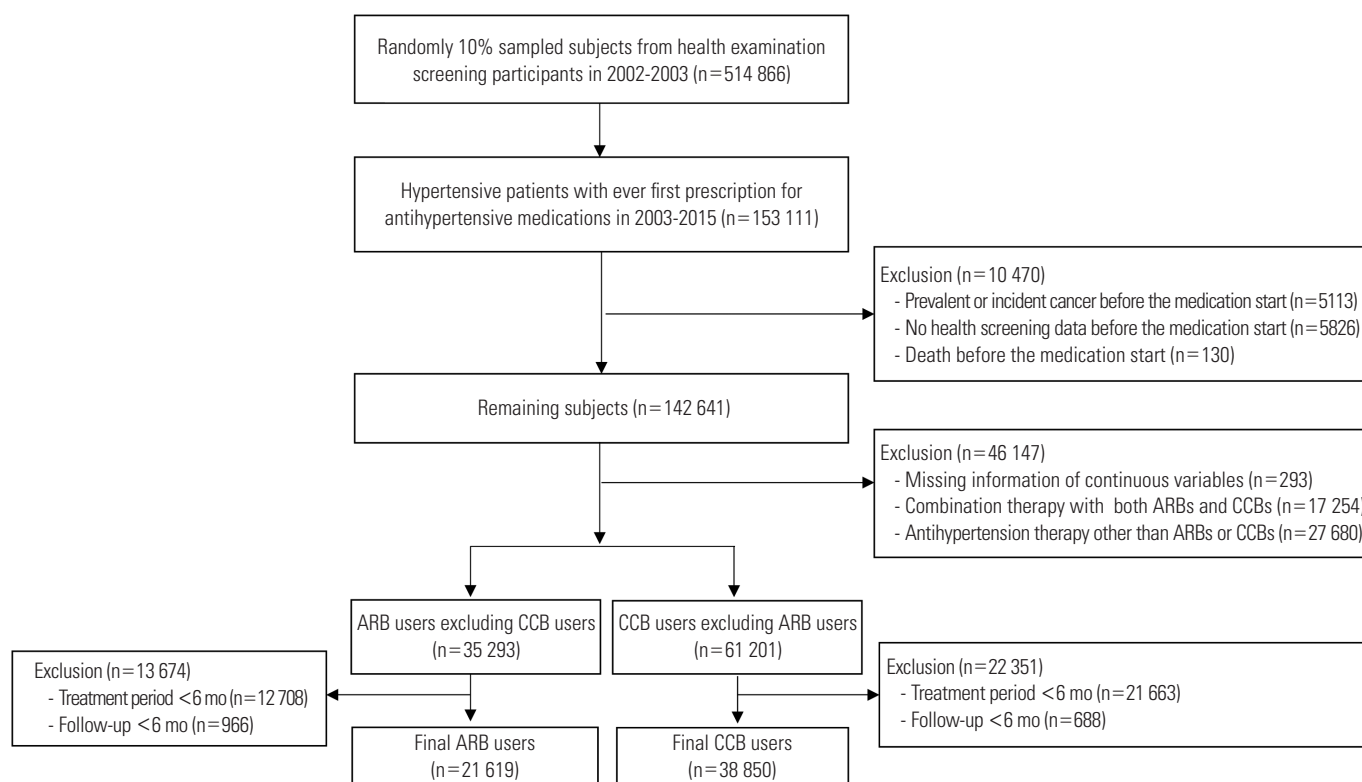 Randomly 10% sampled subjects from health examination
screening participants in 2002-2003 (n=514 866)
Hypertensive patients with ever first prescription for
antihypertensive medications in 2003-2015 (n=153 111)
Exclusion (n=10 470)
- Prevalent or incident cancer before the medication start (n=5113)
- No health screening data before the medication start (n=5826)
- Death before the medication start (n=130)
Remaining subjects (n=142 641)
Exclusion (n=46 147)
- Missing information of continuous variables (n=293)
- Combination therapy with both ARBs and CCBs (n=17 254)
- Antihypertension therapy other than ARBs or CCBs (n=27 680)
ARB users excluding CCB users
(n=35 293)
CCB users excluding ARB users
(n=61 201)
Exclusion (n=13 674)
- Treatment period <6 mo (n=12 708)
- Follow-up <6 mo (n=966)
Exclusion (n=22 351)
- Treatment period <6 mo (n=21 663)
- Follow-up <6 mo (n=688)
Final ARB users
(n=21 619)
Final CCB users
(n=38 850)